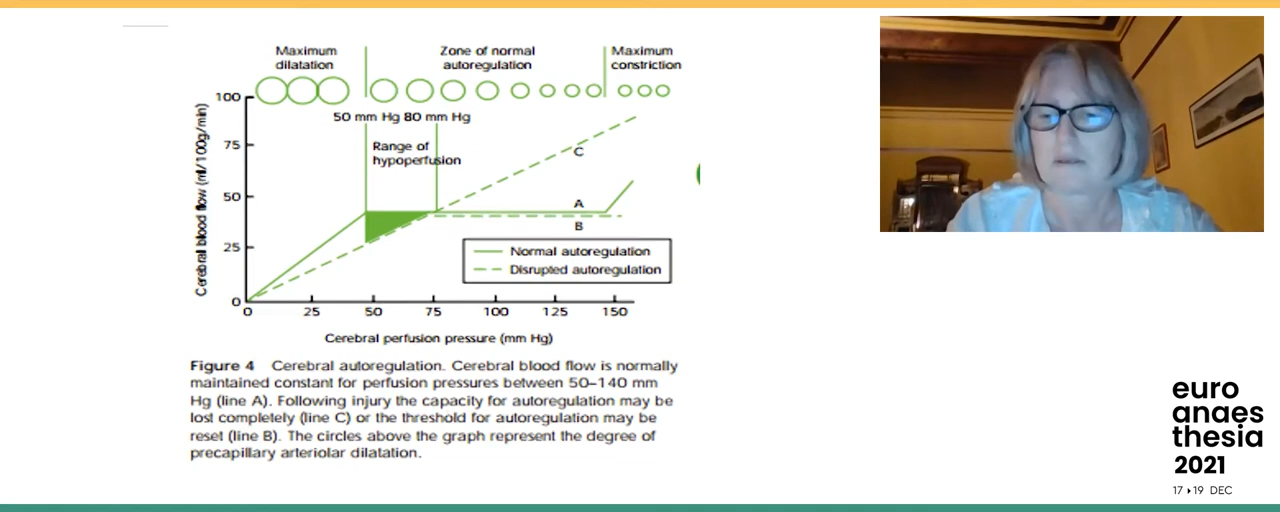 Maximum
dilatation
Zone of normal
autoregulation
Maximum
constriction
100
75
50
25
0
Cerebral blood flow (ml/100g/min)
50 mm Hg 80 mm Hg
Range of
hypoperfusion
C
A
B
Normal autoregulation
Disrupted autoregulation
0 25 50 75 100 125 150
Cerebral perfusion pressure (mm Hg)
Figure 4 Cerebral autoregulation. Cerebral blood flow is normally
maintained constant for perfusion pressures between 50–140 mm
Hg (line A). Following injury the capacity for autoregulation may be
lost completely (line C) or the threshold for autoregulation may be
reset (line B). The circles above the graph represent the degree of
precapillary arteriolar dilatation.
euro
anaes
thesia
2021
17 ▸ 19 DEC